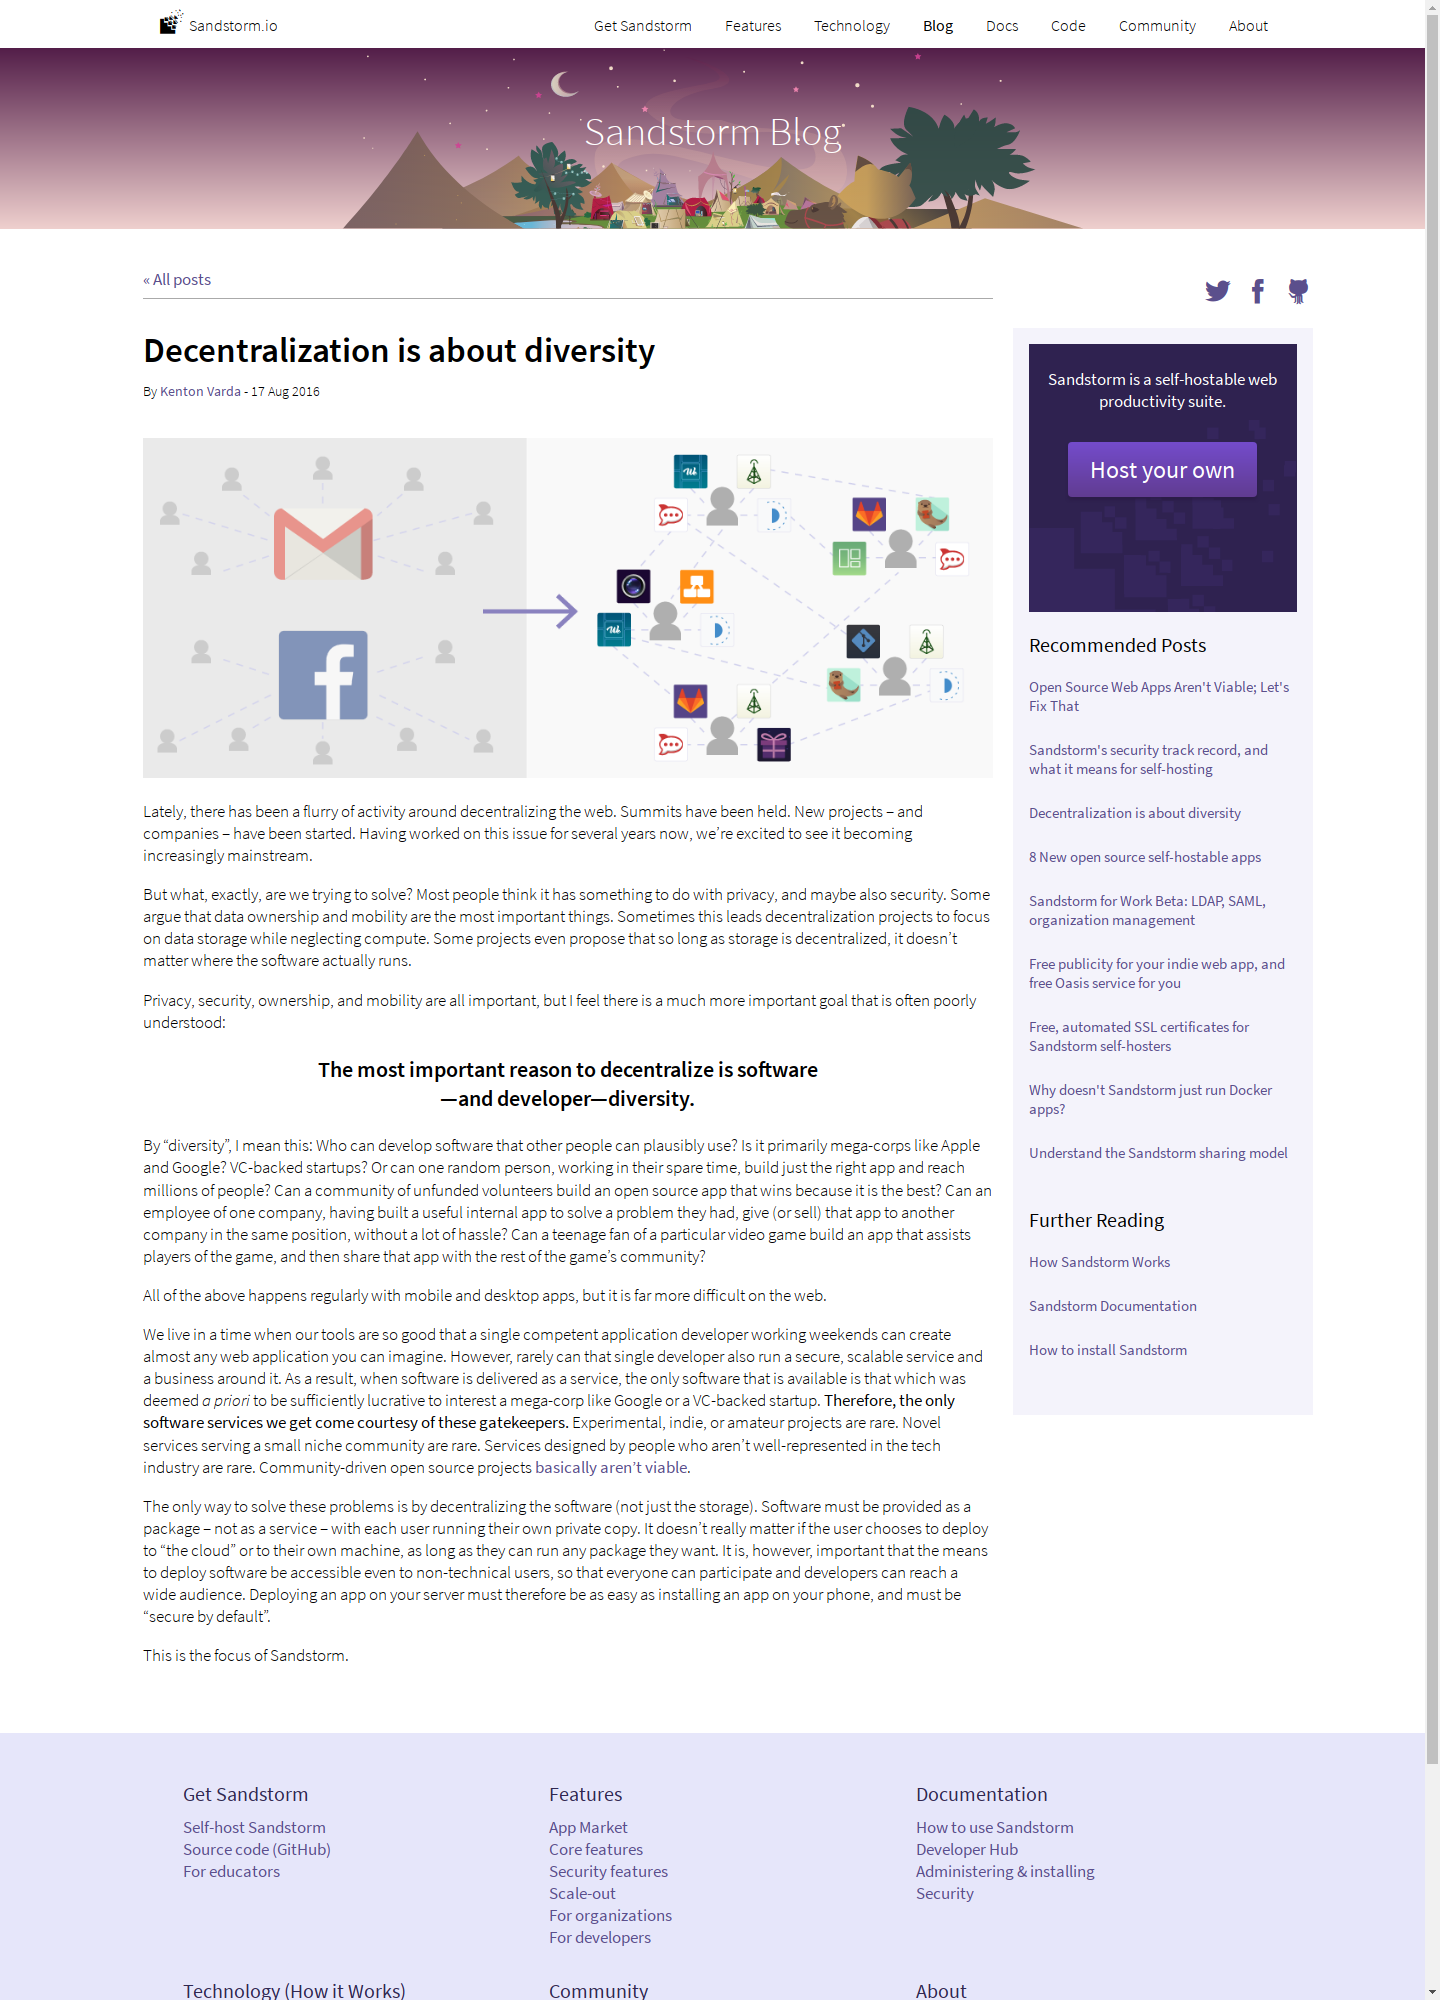 Sandstorm.io
Get Sandstorm Features Technology Blog Docs Code Community About
Sandstorm Blog
« All posts
Decentralization is about diversity
By Kenton Varda - 17 Aug 2016
Lately, there has been a flurry of activity around decentralizing the web. Summits have been held. New projects – and
companies – have been started. Having worked on this issue for several years now, we’re excited to see it becoming
increasingly mainstream.
But what, exactly, are we trying to solve? Most people think it has something to do with privacy, and maybe also security. Some
argue that data ownership and mobility are the most important things. Sometimes this leads decentralization projects to focus
on data storage while neglecting compute. Some projects even propose that so long as storage is decentralized, it doesn’t
matter where the software actually runs.
Privacy, security, ownership, and mobility are all important, but I feel there is a much more important goal that is often poorly
understood:
The most important reason to decentralize is software
—and developer—diversity.
By “diversity”, I mean this: Who can develop software that other people can plausibly use? Is it primarily mega-corps like Apple
and Google? VC-backed startups? Or can one random person, working in their spare time, build just the right app and reach
millions of people? Can a community of unfunded volunteers build an open source app that wins because it is the best? Can an
employee of one company, having built a useful internal app to solve a problem they had, give (or sell) that app to another
company in the same position, without a lot of hassle? Can a teenage fan of a particular video game build an app that assists
players of the game, and then share that app with the rest of the game’s community?
All of the above happens regularly with mobile and desktop apps, but it is far more difficult on the web.
We live in a time when our tools are so good that a single competent application developer working weekends can create
almost any web application you can imagine. However, rarely can that single developer also run a secure, scalable service and
a business around it. As a result, when software is delivered as a service, the only software that is available is that which was
deemed a priori to be sufficiently lucrative to interest a mega-corp like Google or a VC-backed startup. Therefore, the only
software services we get come courtesy of these gatekeepers. Experimental, indie, or amateur projects are rare. Novel
services serving a small niche community are rare. Services designed by people who aren’t well-represented in the tech
industry are rare. Community-driven open source projects basically aren’t viable.
The only way to solve these problems is by decentralizing the software (not just the storage). Software must be provided as a
package – not as a service – with each user running their own private copy. It doesn’t really matter if the user chooses to deploy
to “the cloud” or to their own machine, as long as they can run any package they want. It is, however, important that the means
to deploy software be accessible even to non-technical users, so that everyone can participate and developers can reach a
wide audience. Deploying an app on your server must therefore be as easy as installing an app on your phone, and must be
“secure by default”.
This is the focus of Sandstorm.
Sandstorm is a self-hostable web
productivity suite.
Host your own
Recommended Posts
Open Source Web Apps Aren't Viable; Let's
Fix That
Sandstorm's security track record, and
what it means for self-hosting
Decentralization is about diversity
8 New open source self-hostable apps
Sandstorm for Work Beta: LDAP, SAML,
organization management
Free publicity for your indie web app, and
free Oasis service for you
Free, automated SSL certificates for
Sandstorm self-hosters
Why doesn't Sandstorm just run Docker
apps?
Understand the Sandstorm sharing model
Further Reading
How Sandstorm Works
Sandstorm Documentation
How to install Sandstorm
Get Sandstorm
Self-host Sandstorm
Source code (GitHub)
For educators
Features
App Market
Core features
Security features
Scale-out
For organizations
For developers
Documentation
How to use Sandstorm
Developer Hub
Administering & installing
Security
Technology (How it Works)
Community
About